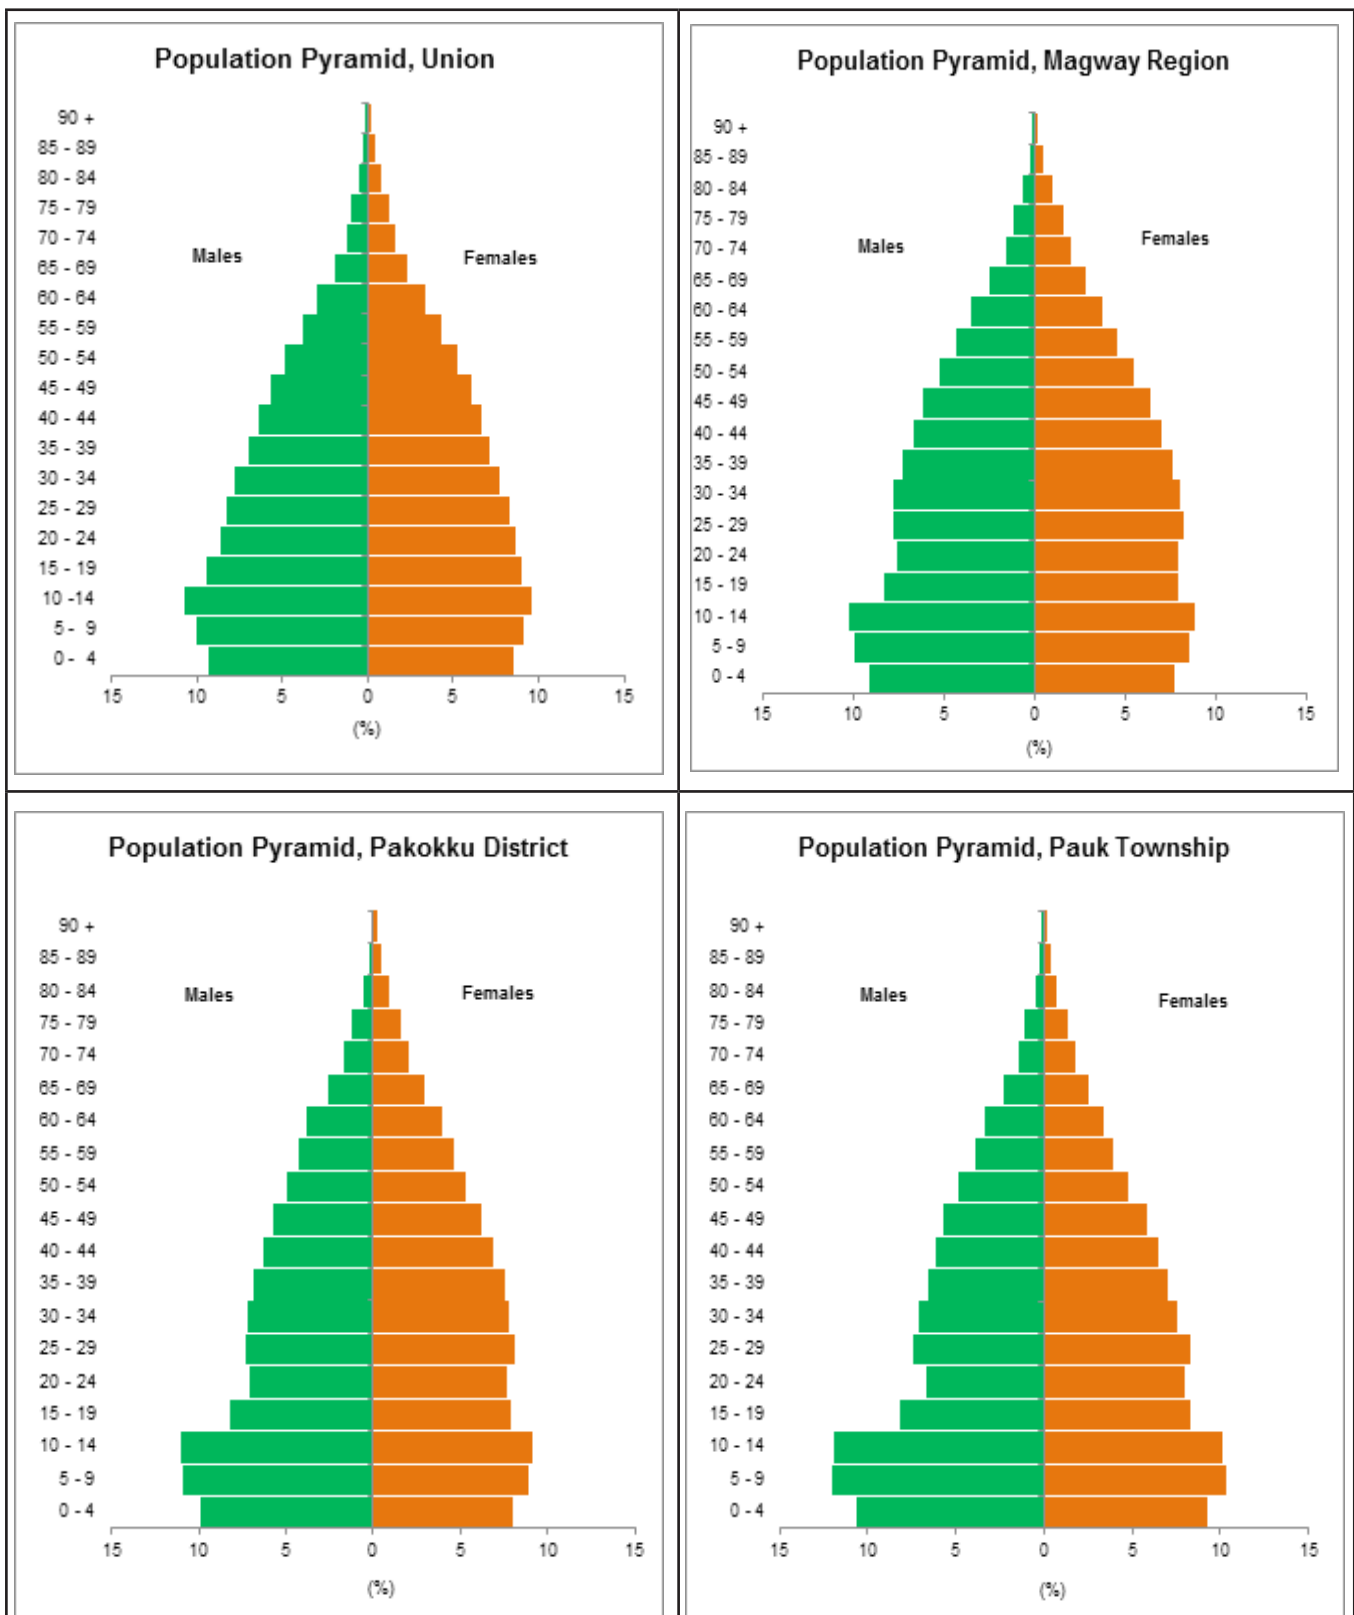 Population Pyramid, Union
90 +
85 - 89
80 - 84
75 - 79
70 - 74
65 - 69
60 - 64
55 - 59
50 - 54
45 - 49
40 - 44
35 - 39
30 - 34
25 - 29
20 - 24
15 - 19
10 -14
5 - 9
0 - 4
Males
Females
15 10 5 0 5 10 15
(%)
Population Pyramid, Magway Region
90 +
85 - 89
80 - 84
75 - 79
70 - 74
65 - 69
60 - 64
55 - 59
50 - 54
45 - 49
40 - 44
35 - 39
30 - 34
25 - 29
20 - 24
15 - 19
10 - 14
5 - 9
0 - 4
Males
Females
15 10 5 0 5 10 15
(%)
Population Pyramid, Pakokku District
90 +
85 - 89
80 - 84
75 - 79
70 - 74
65 - 69
60 - 64
55 - 59
50 - 54
45 - 49
40 - 44
35 - 39
30 - 34
25 - 29
20 - 24
15 - 19
10 - 14
5 - 9
0 - 4
Males
Females
15 10 5 0 5 10 15
(%)
Population Pyramid, Pauk Township
90 +
85 - 89
80 - 84
75 - 79
70 - 74
65 - 69
60 - 64
55 - 59
50 - 54
45 - 49
40 - 44
35 - 39
30 - 34
25 - 29
20 - 24
15 - 19
10 - 14
5 - 9
0 - 4
Males
Females
15 10 5 0 5 10 15
(%)